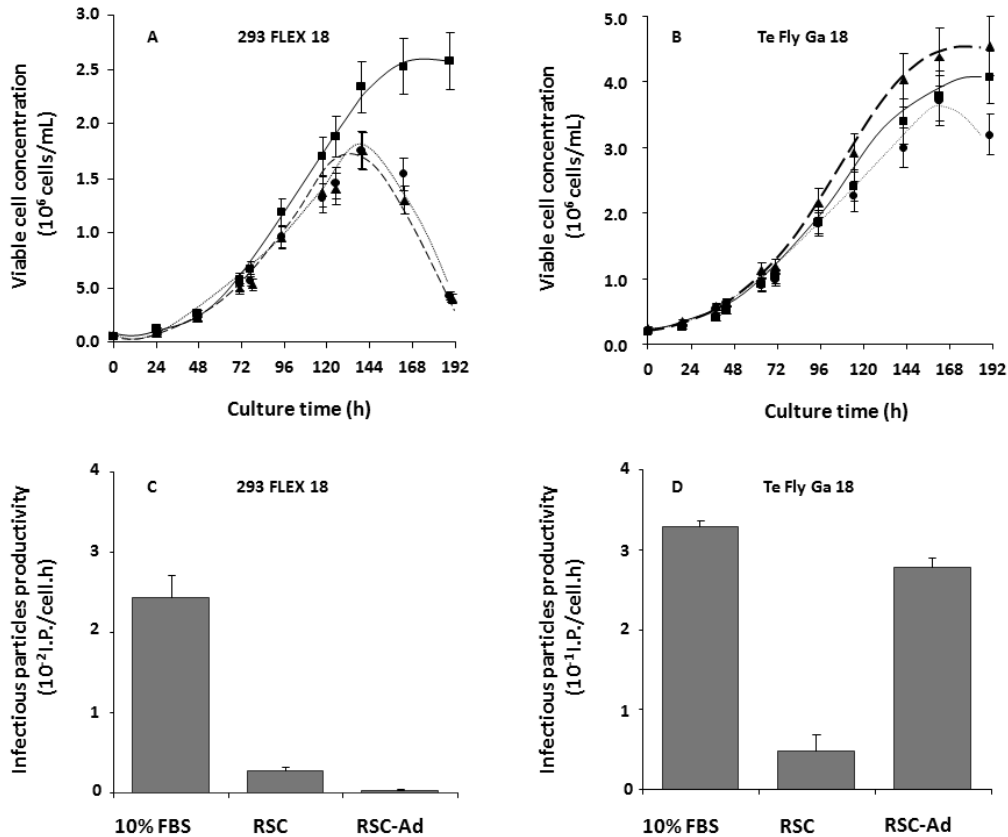 A 293 FLEX 18
Viable cell concentration
(10⁶ cells/mL)
3.0
2.5
2.0
1.5
1.0
5.0
0.0
0 24 48 72 96 120 144 168 192
Culture time (h)
B Te Fly Ga 18
Viable cell concentration
(10⁶ cells/mL)
5.0
4.0
3.0
2.0
1.0
0.0
0 24 48 72 96 120 144 168 192
Culture time (h)
C 293 FLEX 18
Infectious particles productivity
(10⁻²I.P./cell.h)
4
3
2
1
0
10% FBS RSC RSC-Ad
D Te Fly Ga 18
Infectious particles productivity
(10⁻¹I.P./cell.h)
4
3
2
1
0
10% FBS RSC RSC-Ad